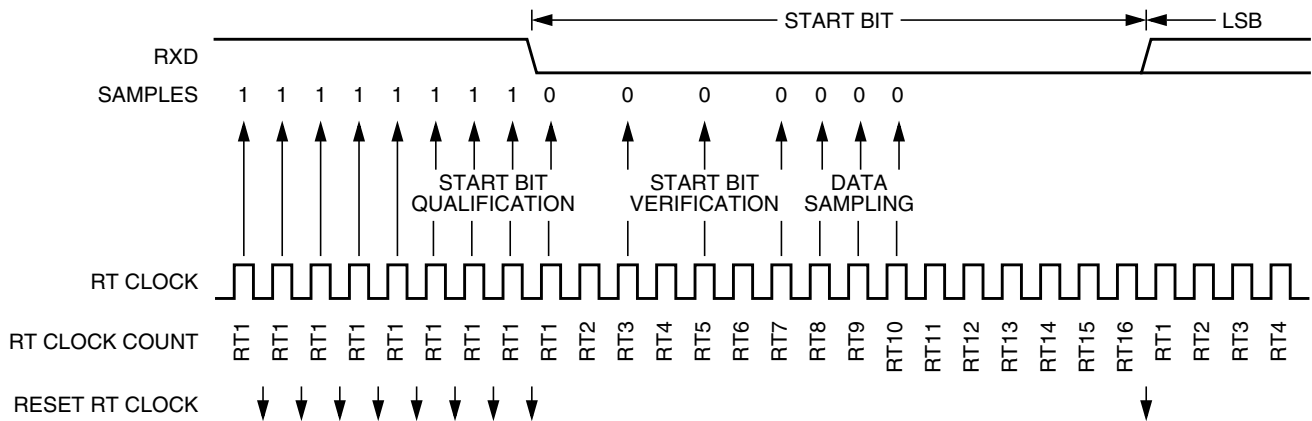 START BIT LSB
RXD
SAMPLES 1 1 1 1 1 1 1 1 0 0 0 0 0 0 0
START BIT QUALIFICATION
START BIT VERIFICATION
DATA SAMPLING
RT CLOCK
RT CLOCK COUNT RT1 RT1 RT1 RT1 RT1 RT1 RT1 RT1 RT1 RT2 RT3 RT4 RT5 RT6 RT7 RT8 RT9 RT10 RT11 RT12 RT13 RT14 RT15 RT16 RT1 RT2 RT3 RT4
RESET RT CLOCK